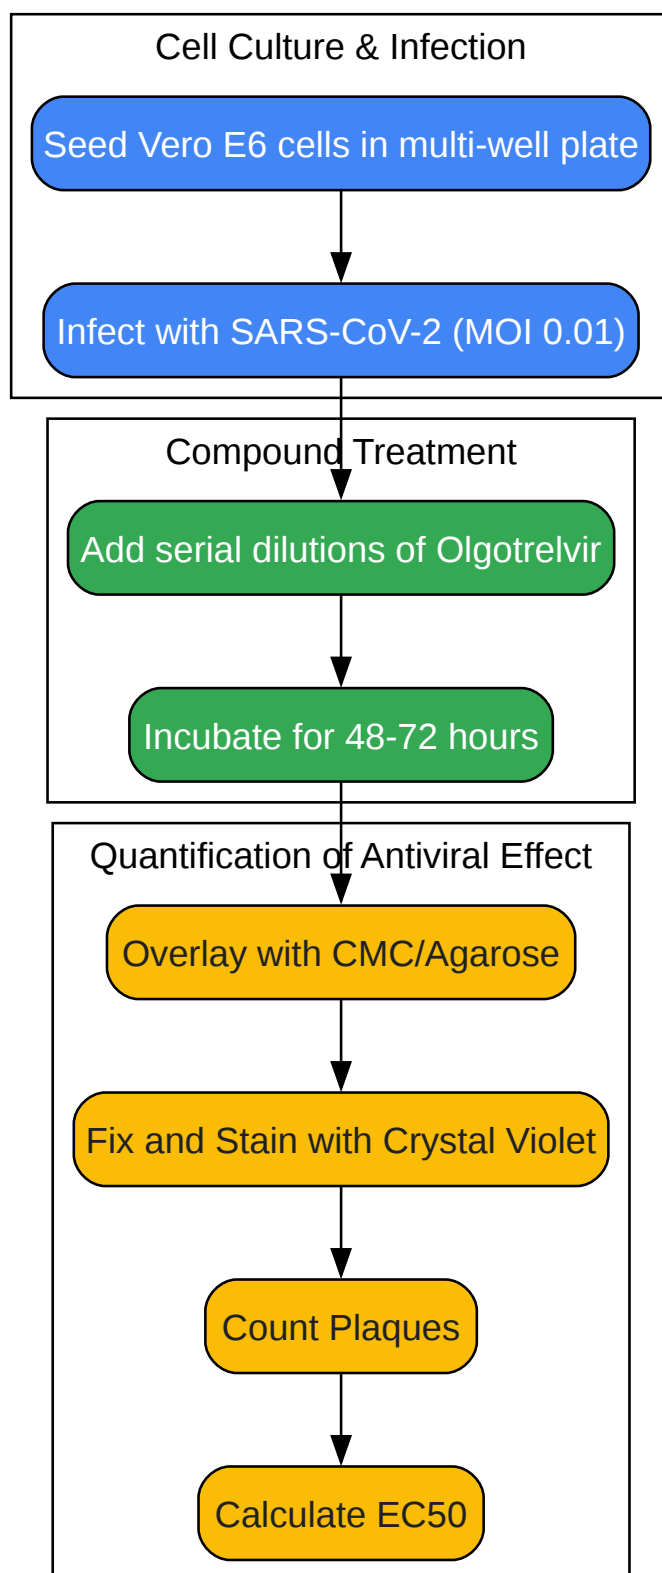 Cell Culture & Infection
Seed Vero E6 cells in multi-well plate
Infect with SARS-CoV-2 (MOI 0.01)
Compound Treatment
Add serial dilutions of Olgotrelvir
Incubate for 48-72 hours
Quantification of Antiviral Effect
Overlay with CMC/Agarose
Fix and Stain with Crystal Violet
Count Plaques
Calculate EC50